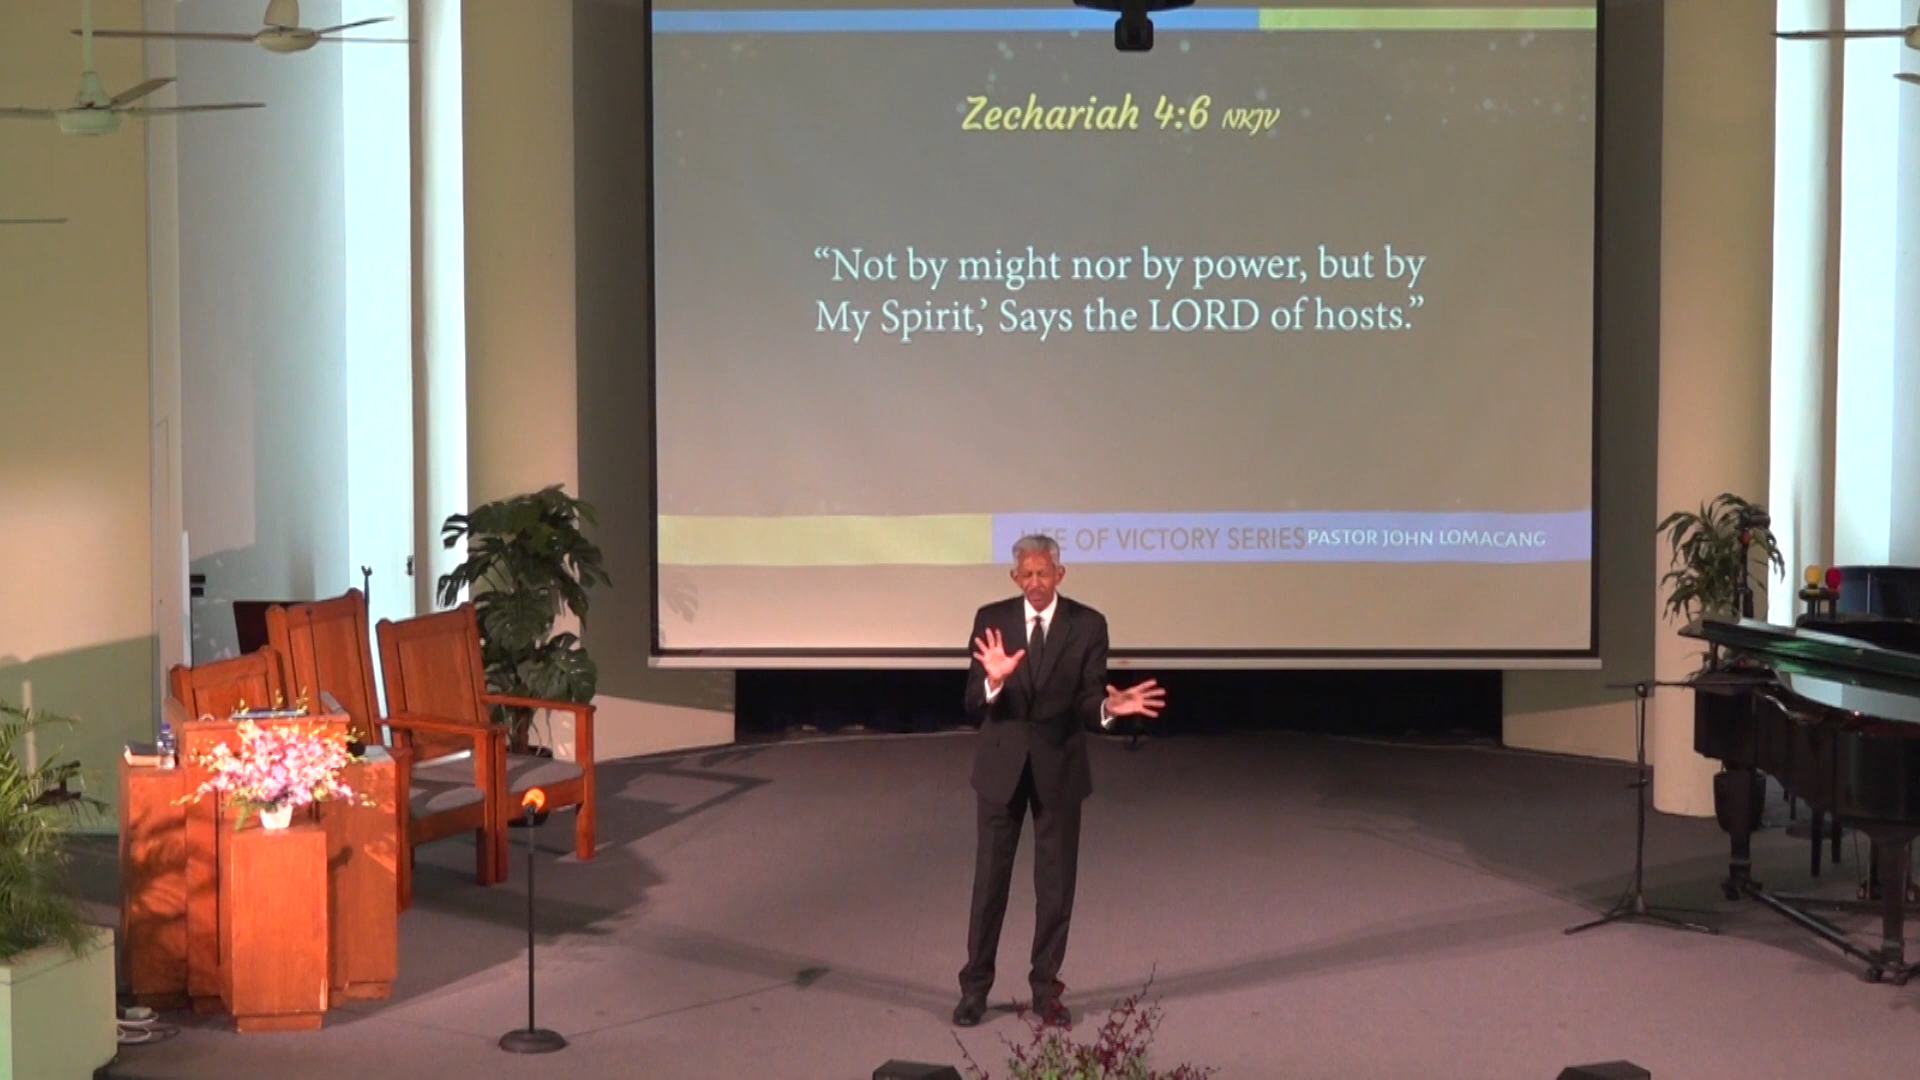 Zechariah 4:6 NKJV
“Not by might nor by power, but by
My Spirit,’ Says the LORD of hosts.”
OF VICTORY SERIES PASTOR JOHN LOMACANG